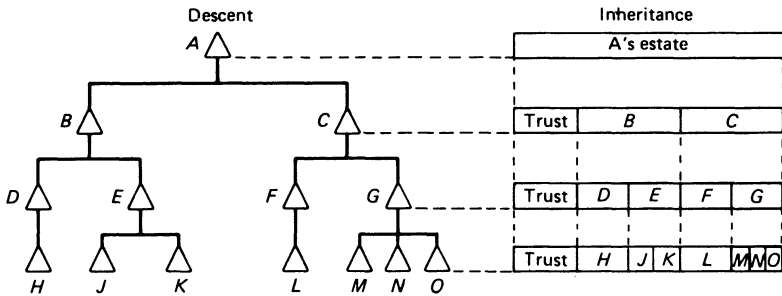 Descent Inheritance
A A's estate
B C Trust B C
D E F G Trust D E F G
Trust H J K L M N O
H J K L M N O